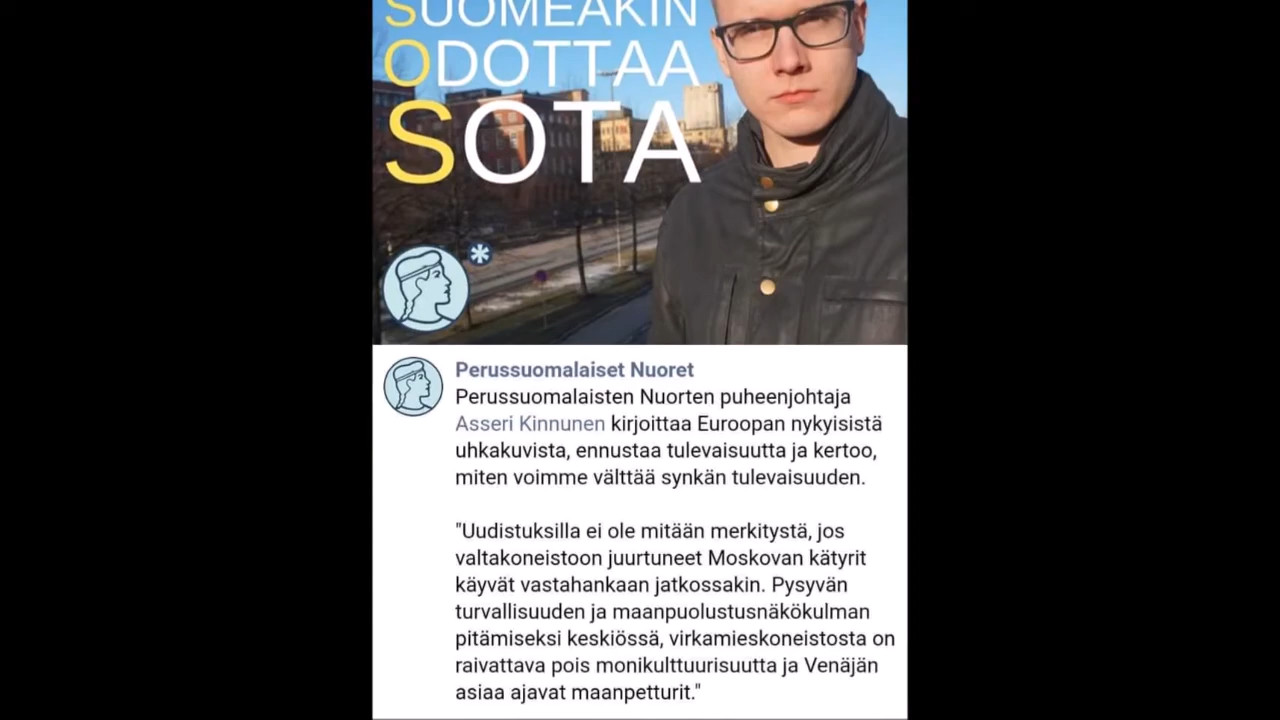 SUOMEAKIN
ODOTTAA
SOTA
*
Perussuomalaiset Nuoret
Perussuomalaisten Nuorten puheenjohtaja
Asseri Kinnunen kirjoittaa Euroopan nykyisistä
uhkakuvista, ennustaa tulevaisuutta ja kertoo,
miten voimme välttää synkän tulevaisuuden.
"Uudistuksilla ei ole mitään merkitystä, jos
valtakoneistoon juurtuneet Moskovan kätyrit
käyvät vastahankaan jatkossakin. Pysyvän
turvallisuuden ja maanpuolustusnäkökulman
pitämiseksi keskiössä, virkamieskoneistosta on
raivattava pois monikulttuurisuutta ja Venäjän
asiaa ajavat maanpetturit."